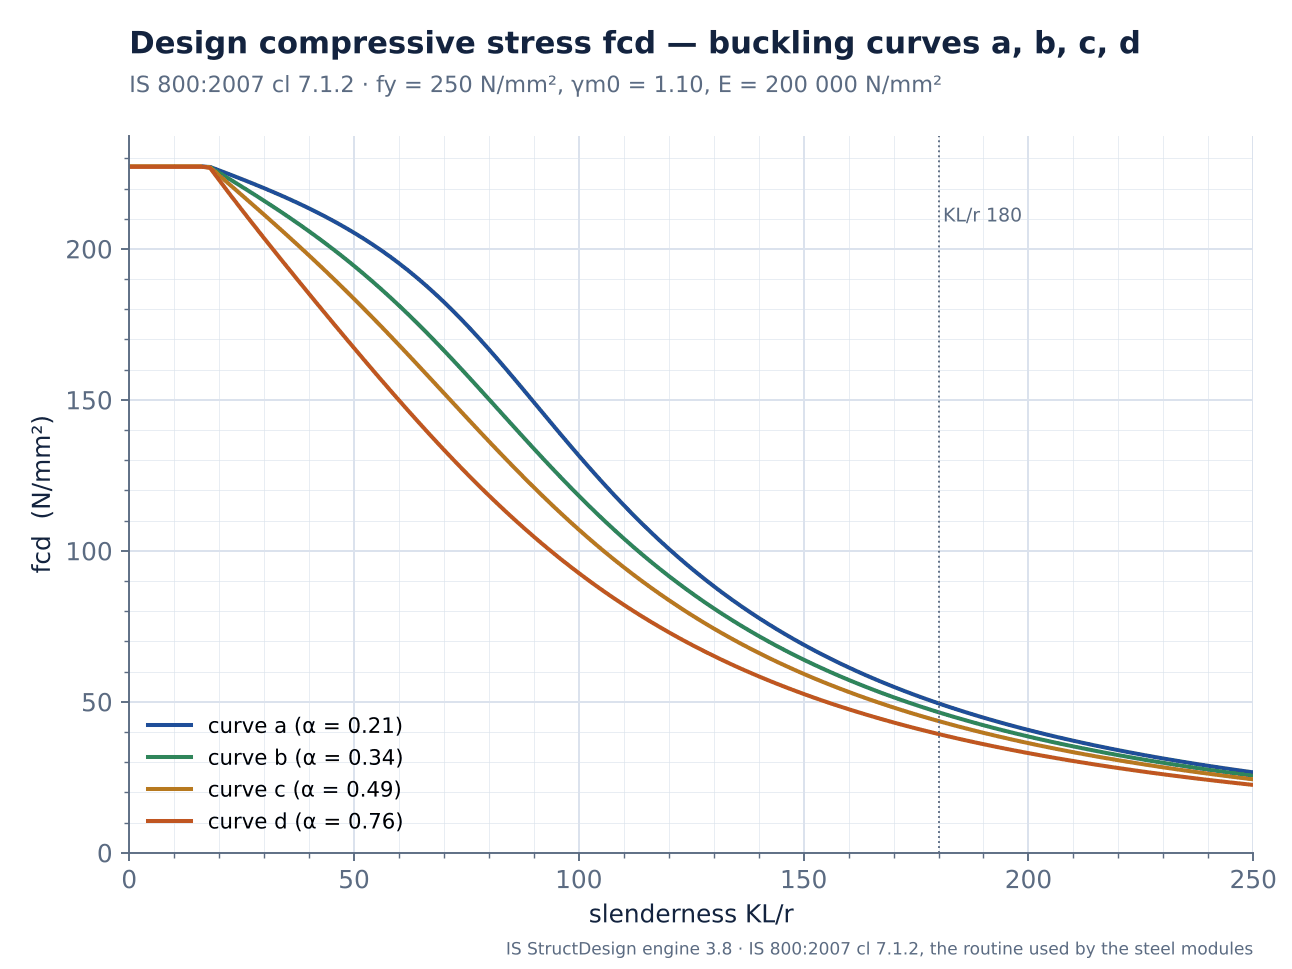 Design compressive stress fcd — buckling curves a, b, c, d
IS 800:2007 cl 7.1.2 · fy = 250 N/mm², γm0 = 1.10, E = 200 000 N/mm²
KL/r 180
200
150
100
50
0
fcd (N/mm²)
curve a (α = 0.21)
curve b (α = 0.34)
curve c (α = 0.49)
curve d (α = 0.76)
0 50 100 150 200 250
slenderness KL/r
IS StructDesign engine 3.8 · IS 800:2007 cl 7.1.2, the routine used by the steel modules